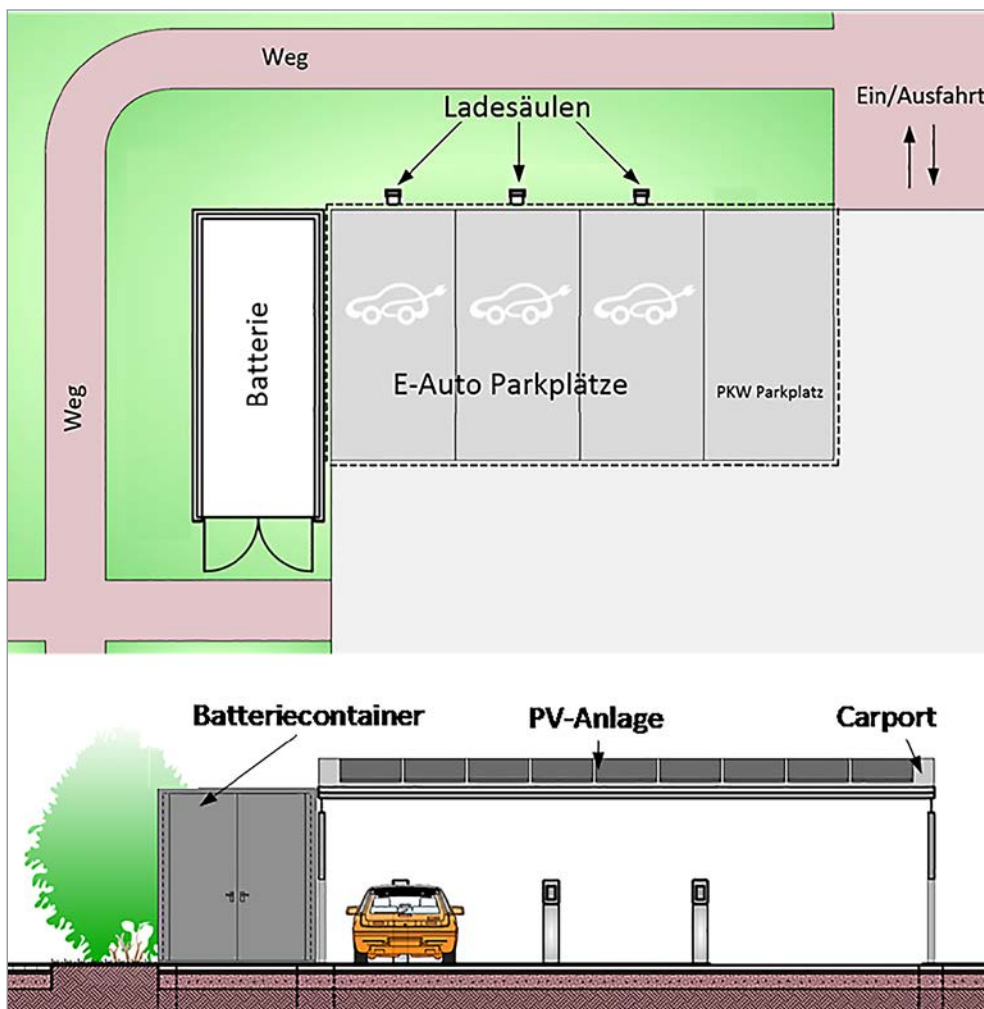 Weg
Ein/Ausfahrt
Ladesäulen
Batterie
E-Auto Parkplätze
PKW Parkplatz
Weg
Batteriecontainer
PV-Anlage
Carport